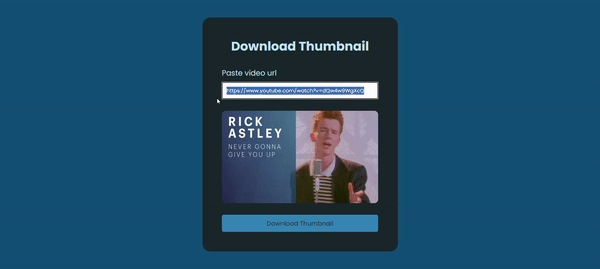 Download Thumbnail
Paste video url
https://www.youtube.com/watch?v=dQw4w9WgXcQ
RICK
ASTLEY
NEVER GONNA
GIVE YOU UP
Download Thumbnail